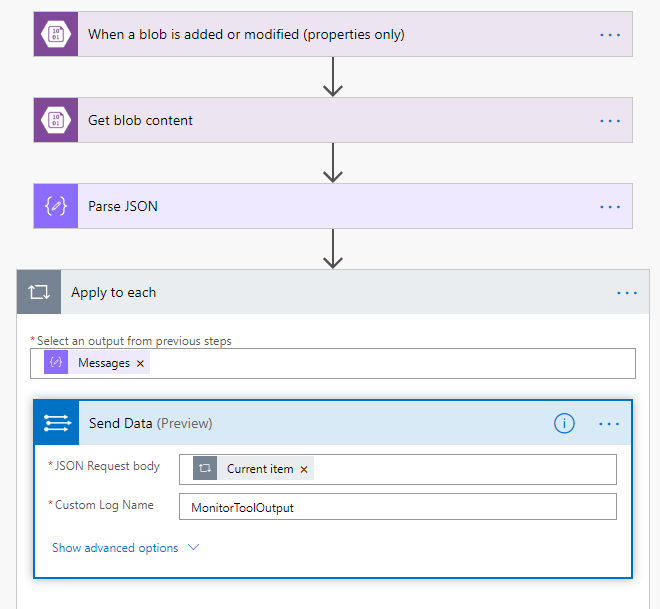 When a blob is added or modified (properties only)
Get blob content
Parse JSON
Apply to each
*Select an output from previous steps
Messages ×
Send Data (Preview)
*JSON Request body
Current item ×
*Custom Log Name
MonitorToolOutput
Show advanced options